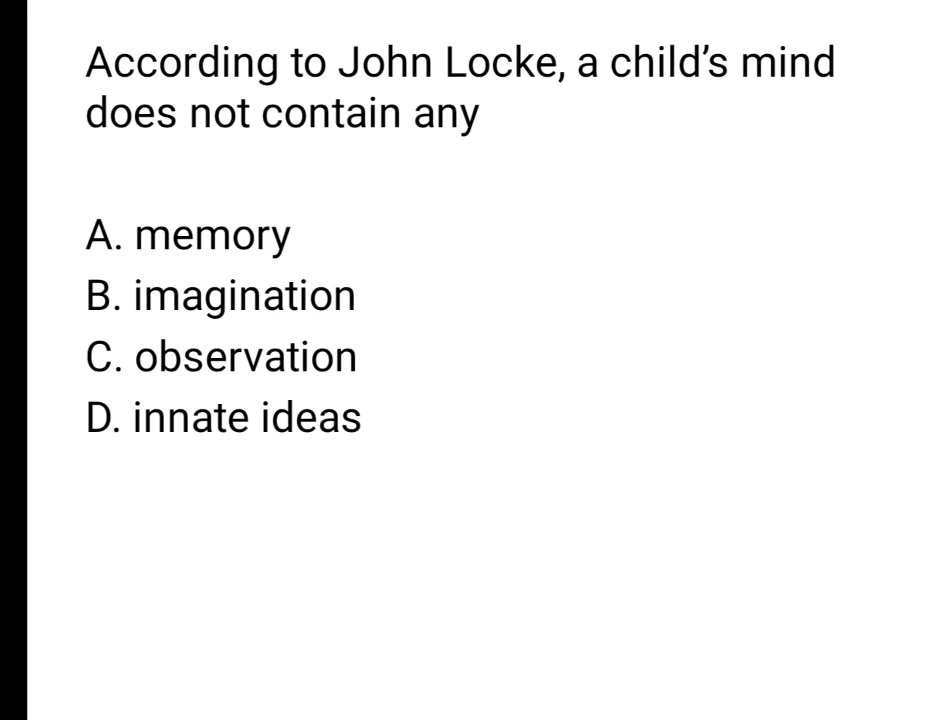 According to John Locke, a child’s mind
does not contain any
A. memory
B. imagination
C. observation
D. innate ideas